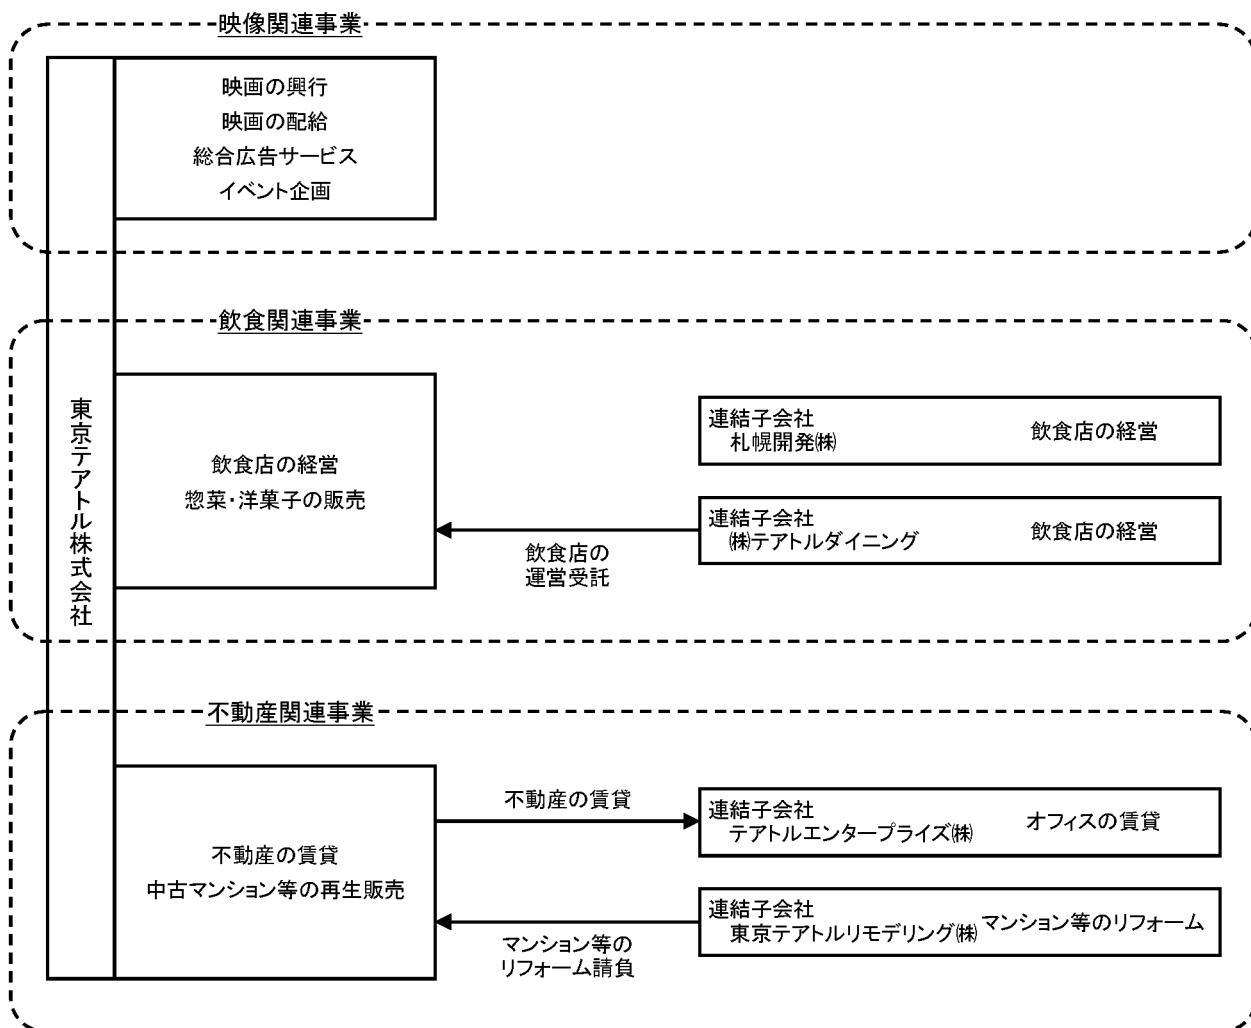 映像関連事業
映画の興行
映画の配給
総合広告サービス
イベント企画
飲食関連事業
東京テアトル株式会社
飲食店の経営
惣菜・洋菓子の販売
連結子会社
札幌開発㈱
飲食店の経営
連結子会社
㈱テアトルダイニング
飲食店の経営
飲食店の
運営受託
不動産関連事業
不動産の賃貸
中古マンション等の再生販売
不動産の賃貸
連結子会社
テアトルエンタープライズ㈱
オフィスの賃貸
連結子会社
東京テアトルリモデリング㈱
マンション等のリフォーム
マンション等の
リフォーム請負